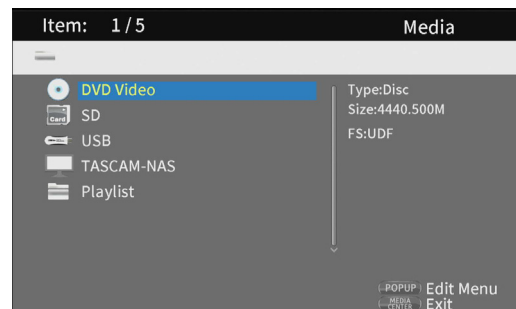 Item: 1/5 Media
DVD Video
Type:Disc
Card SD
Size:4440.500M
USB
FS:UDF
TASCAM-NAS
Playlist
POPUP Edit Menu
MEDIA CENTER Exit